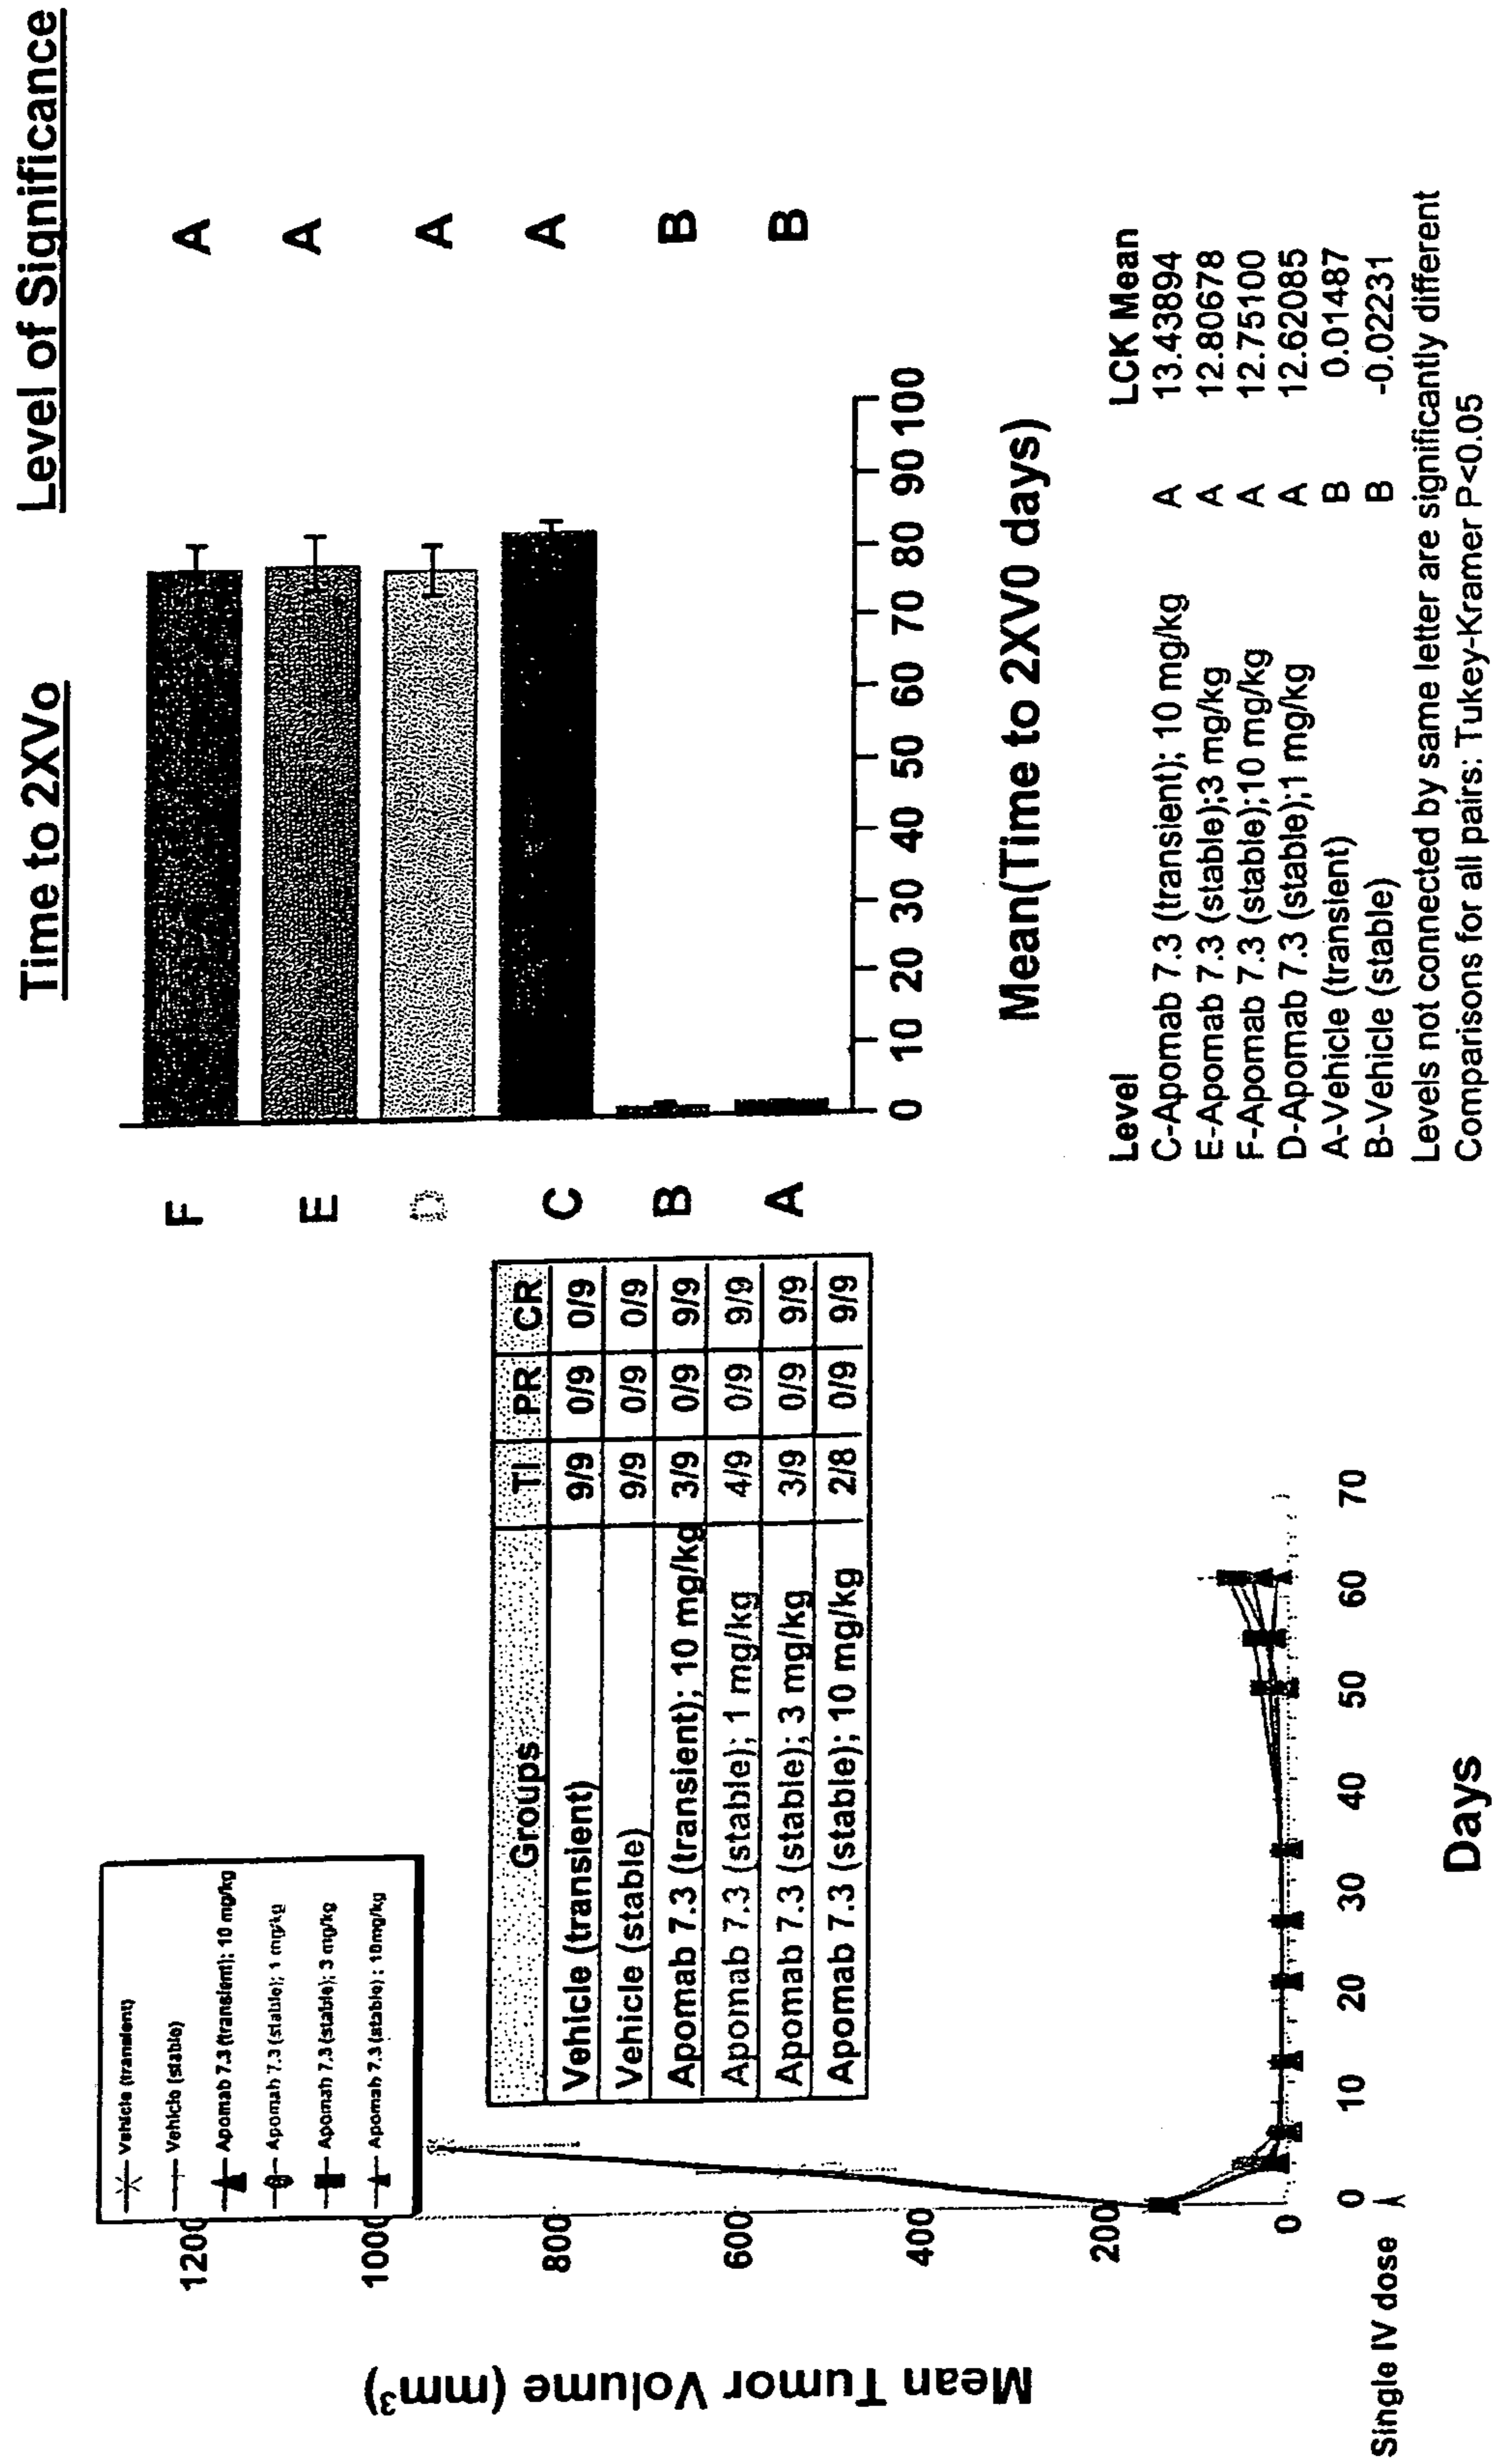 Time to 2XVo
Level of Significance
Vehicle (transient)
Vehicle (stable)
Apomab 7.3 (transient); 10 mg/kg
Apomab 7.3 (stable); 1 mg/kg
Apomab 7.3 (stable); 3 mg/kg
Apomab 7.3 (stable) ; 10mg/kg
Mean Tumor Volume (mm3)
1200
1000
800
600
400
200
0
Groups TI PR CR
Vehicle (transient) 9/9 0/9 0/9
Vehicle (stable) 9/9 0/9 0/9
Apomab 7.3 (transient); 10 mg/kg 3/9 0/9 9/9
Apomab 7.3 (stable); 1 mg/kg 4/9 0/9 9/9
Apomab 7.3 (stable); 3 mg/kg 3/9 0/9 9/9
Apomab 7.3 (stable); 10 mg/kg 2/8 0/9 9/9
0 10 20 30 40 50 60 70
Single IV dose
Days
F A
E A
D A
C A
B B
A B
0 10 20 30 40 50 60 70 80 90 100
Mean(Time to 2XV0 days)
Level LCK Mean
C-Apomab 7.3 (transient); 10 mg/kg A 13.43894
E-Apomab 7.3 (stable);3 mg/kg A 12.80678
F-Apomab 7.3 (stable);10 mg/kg A 12.75100
D-Apomab 7.3 (stable);1 mg/kg A 12.62085
A-Vehicle (transient) B 0.01487
B-Vehicle (stable) B -0.02231
Levels not connected by same letter are significantly different
Comparisons for all pairs: Tukey-Kramer P<0.05